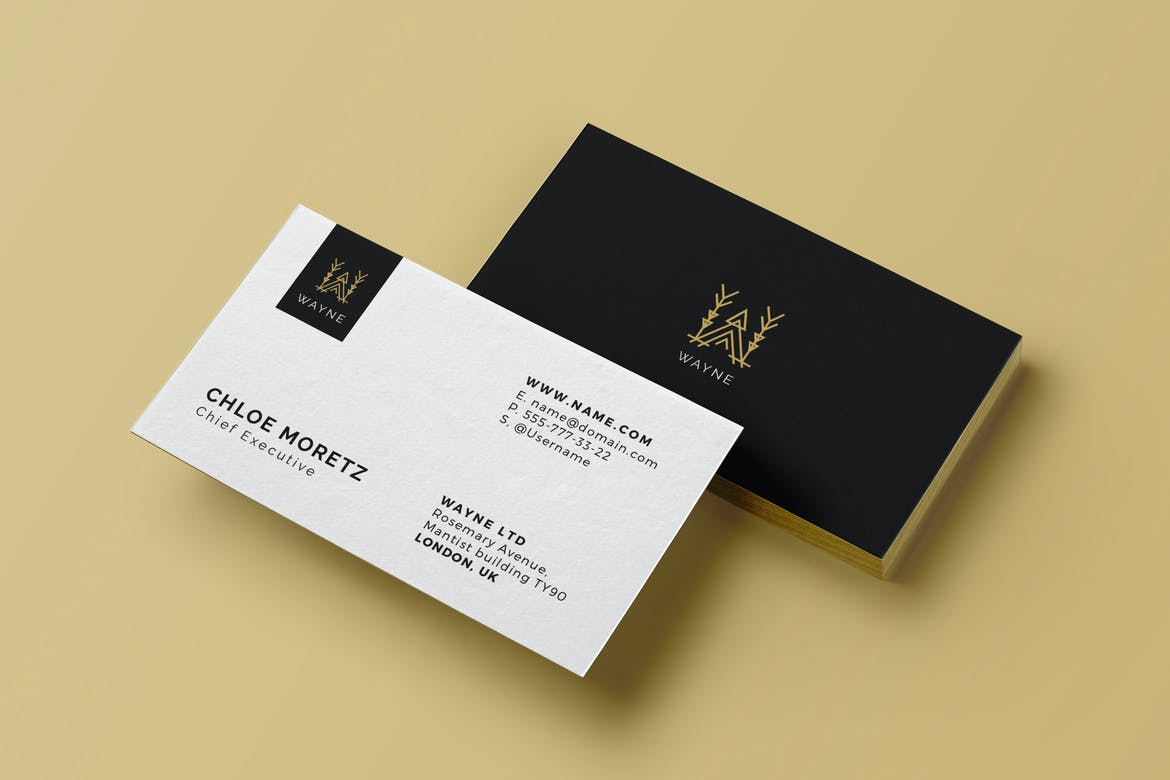 WAYNE
CHLOE MORETZ
Chief Executive
WWW.NAME.COM
E. name@domain.com
P. 555-777-33-22
S. @Username
WAYNE LTD
Rosemary Avenue,
Mantist building TY90
LONDON, UK
WAYNE